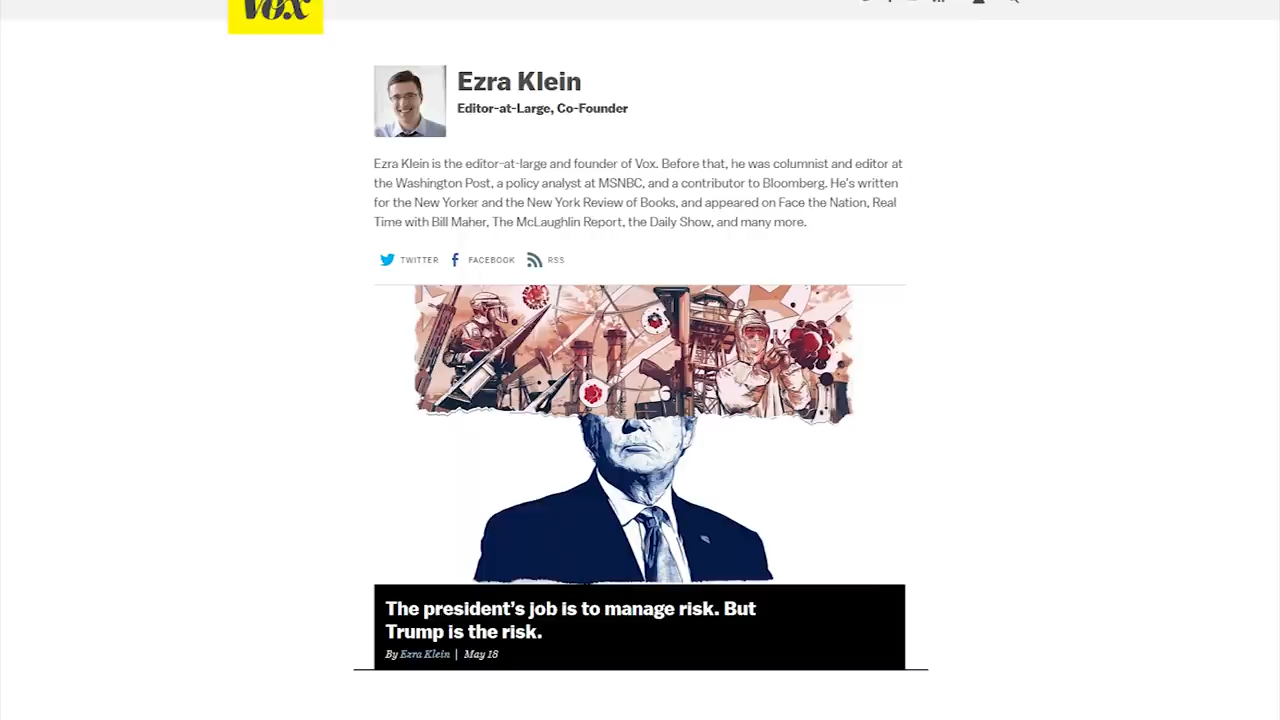 Vox
Ezra Klein
Editor-at-Large, Co-Founder
Ezra Klein is the editor-at-large and founder of Vox. Before that, he was columnist and editor at
the Washington Post, a policy analyst at MSNBC, and a contributor to Bloomberg. He's written
for the New Yorker and the New York Review of Books, and appeared on Face the Nation, Real
Time with Bill Maher, The McLaughlin Report, the Daily Show, and many more.
TWITTER FACEBOOK RSS
The president's job is to manage risk. But
Trump is the risk.
By Ezra Klein | May 18